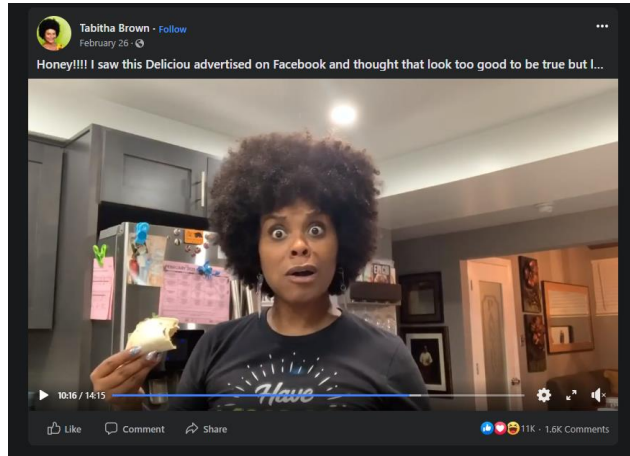 Tabitha Brown · Follow
February 26 ·
Honey!!!! I saw this Deliciou advertised on Facebook and thought that look too good to be true but I...
Have
10:16 / 14:15
Like Comment Share 11K · 1.6K Comments